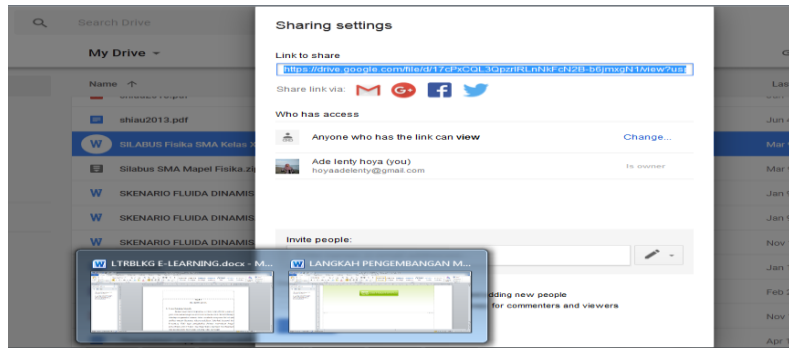 Search Drive
Sharing settings
My Drive
Link to share
https://drive.google.com/file/d/17cPxCQL3QpzrIRLnNkFcN2B-b6jmxgN1/view?usp
Name
Las
Share link via:
Who has access
shiau2013.pdf
Jun
Anyone who has the link can view
Change...
SILABUS Fisika SMA Kelas X
Mar
Ade lenty hoya (you)
hoyaadelenty@gmail.com
Is owner
Silabus SMA Mapel Fisika.zip
Mar
SKENARIO FLUIDA DINAMIS
Jan
SKENARIO FLUIDA DINAMIS
Jan
SKENARIO FLUIDA DINAMIS
Invite people:
Nov
LTRBLKG E-LEARNING.docx - M...
LANGKAH PENGEMBANGAN M...
Jan
dding new people
Feb
for commenters and viewers
Nov
Apr